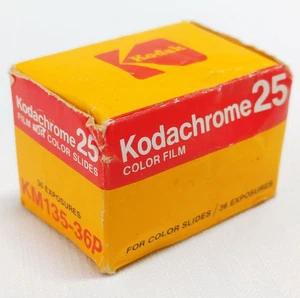 Kodak
Kodachrome 25
FILM FOR COLOR SLIDES
36 EXPOSURES
KM135-36P
Kodachrome 25
COLOR FILM
FOR COLOR SLIDES / 36 EXPOSURES